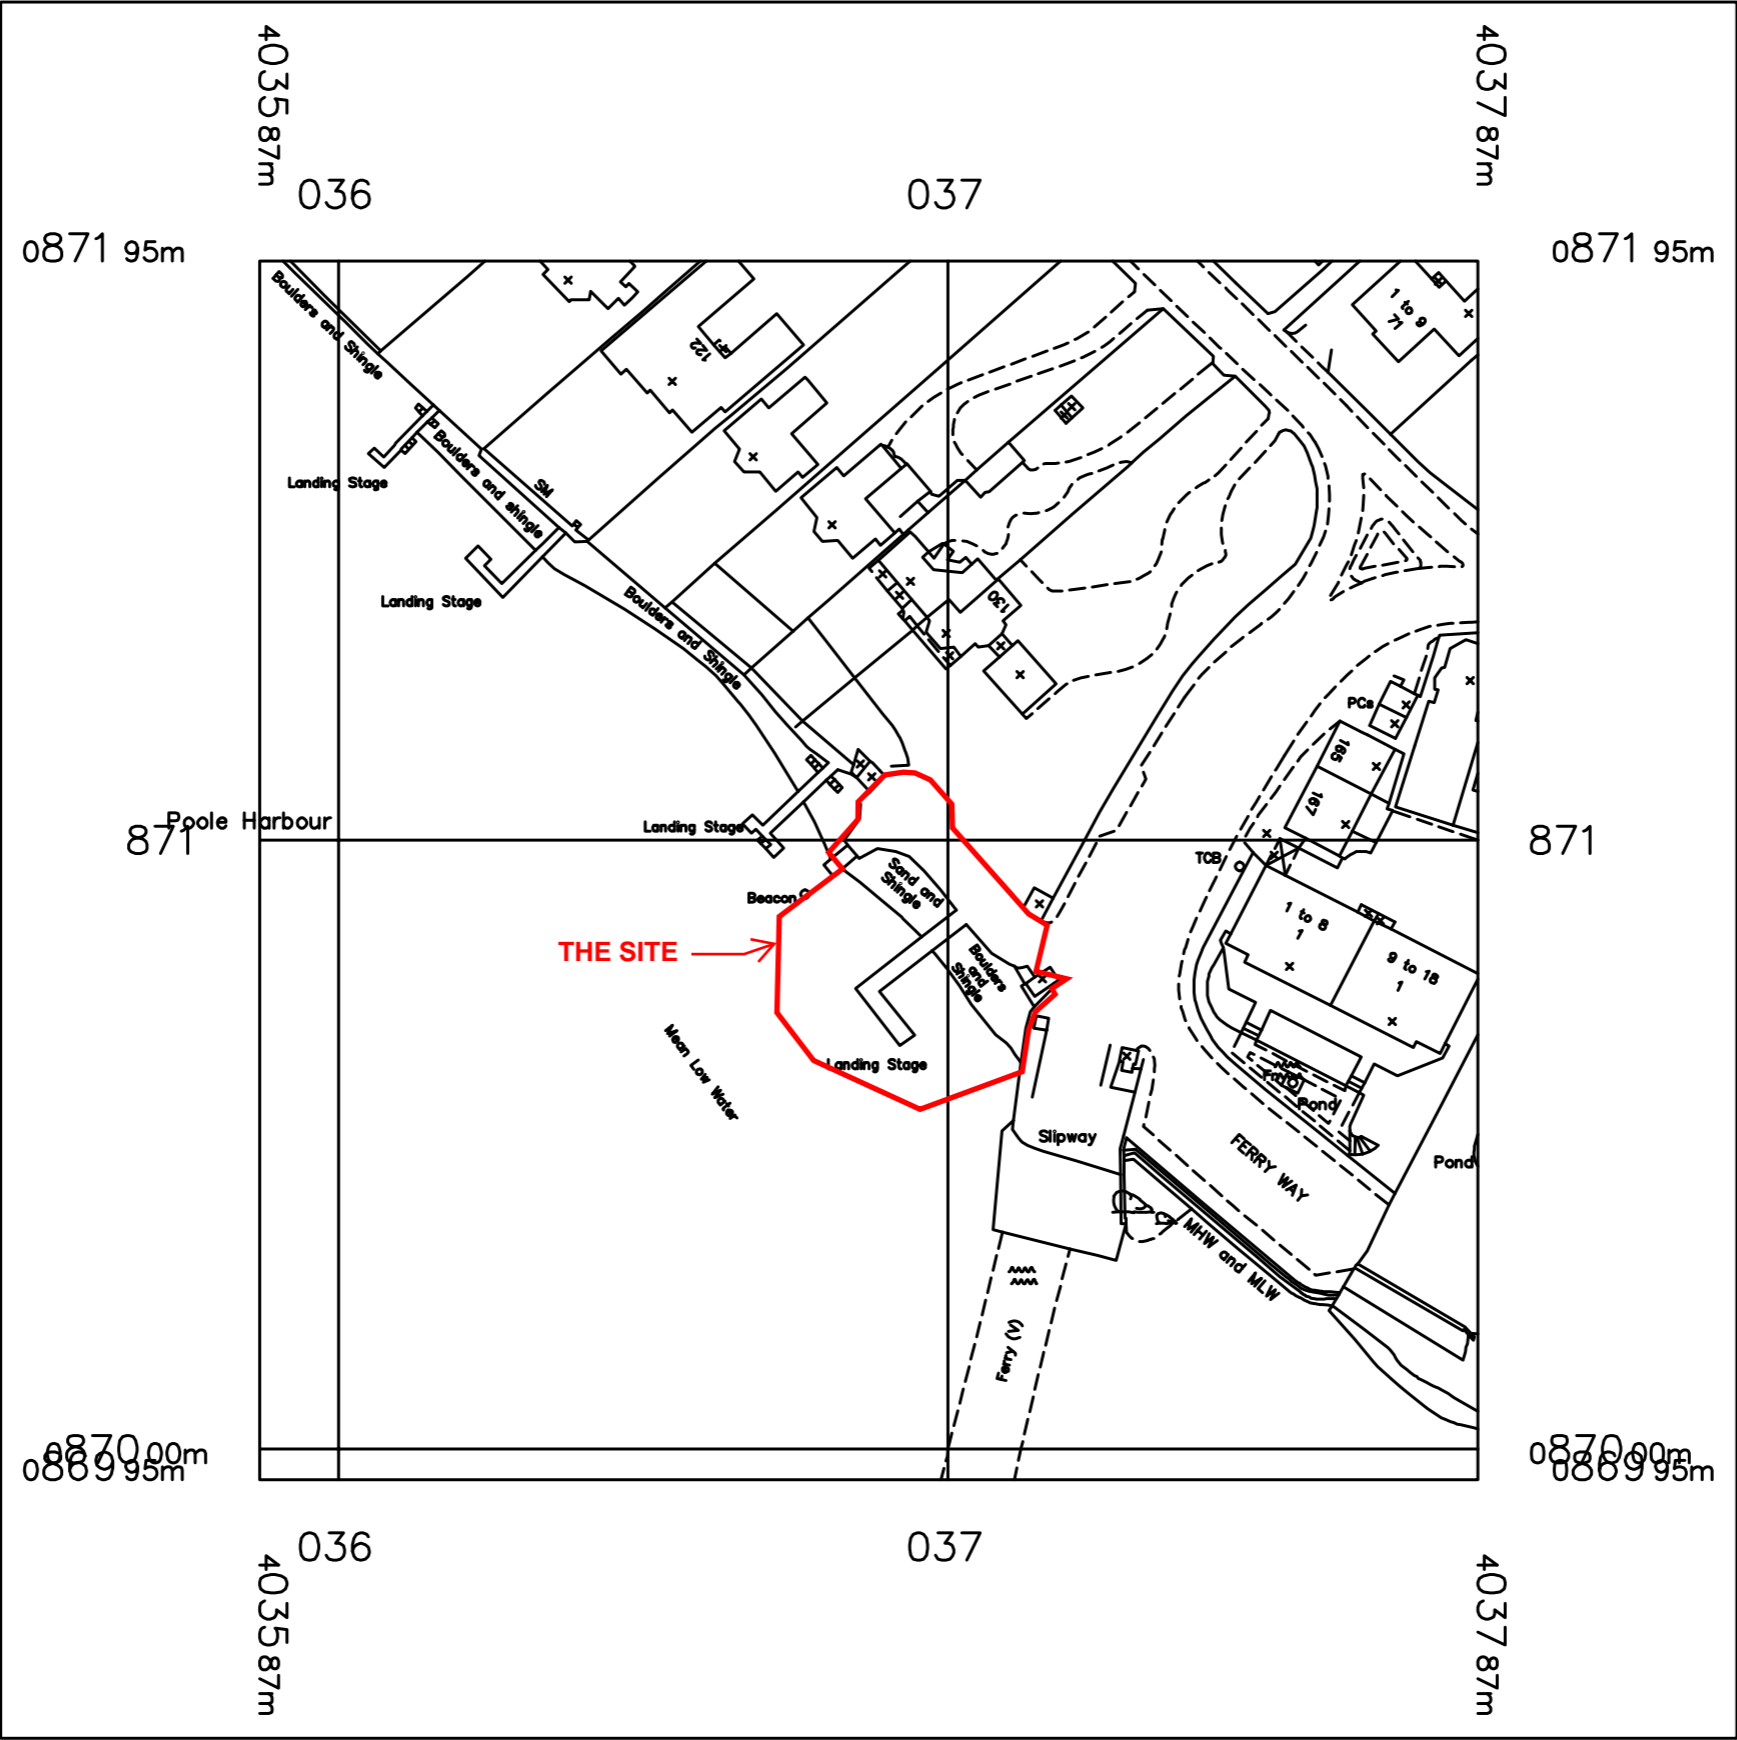 4035 87m
4037 87m
036
037
0871 95m
0871 95m
Boulders and Shingle
1 to 9
71
122
Landing Stage
Boulders and shingle
SM
Landing Stage
Boulders and Shingle
130
PCs
165
167
Poole Harbour
871
Landing Stage
871
TCB
Sand and
Shingle
Beacon
1 to 8
1
THE SITE
Boulders
and
Shingle
9 to 18
1
Mean Low Water
Landing Stage
Pond
Slipway
FERRY WAY
Pond
MHW and MLW
Ferry (V)
0870 00m
0869 95m
0870 00m
0869 95m
036
037
4035 87m
4037 87m